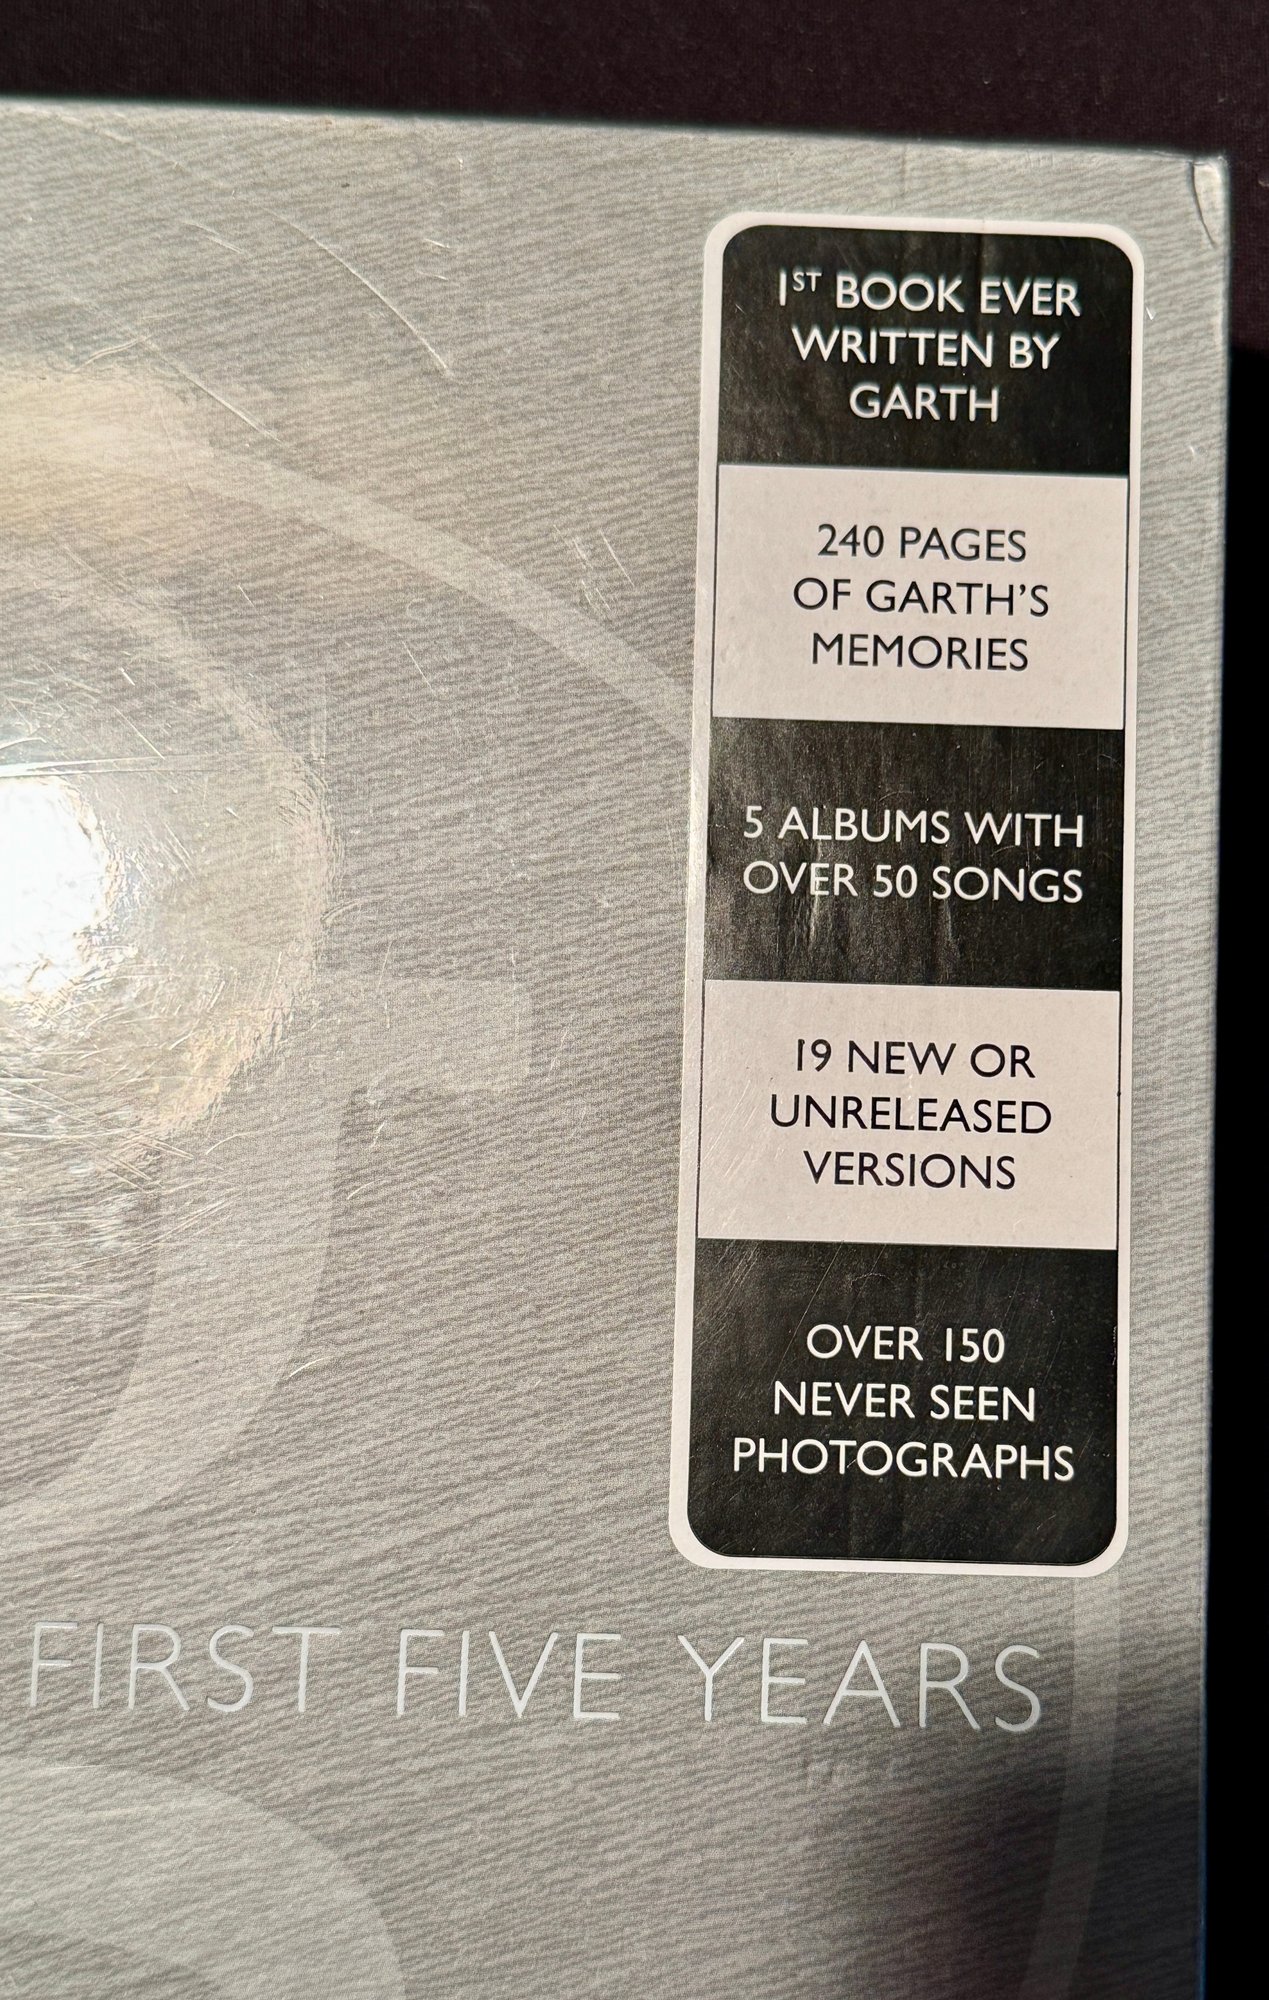 1ST BOOK EVER
WRITTEN BY
GARTH
240 PAGES
OF GARTH'S
MEMORIES
5 ALBUMS WITH
OVER 50 SONGS
19 NEW OR
UNRELEASED
VERSIONS
OVER 150
NEVER SEEN
PHOTOGRAPHS
FIRST FIVE YEARS